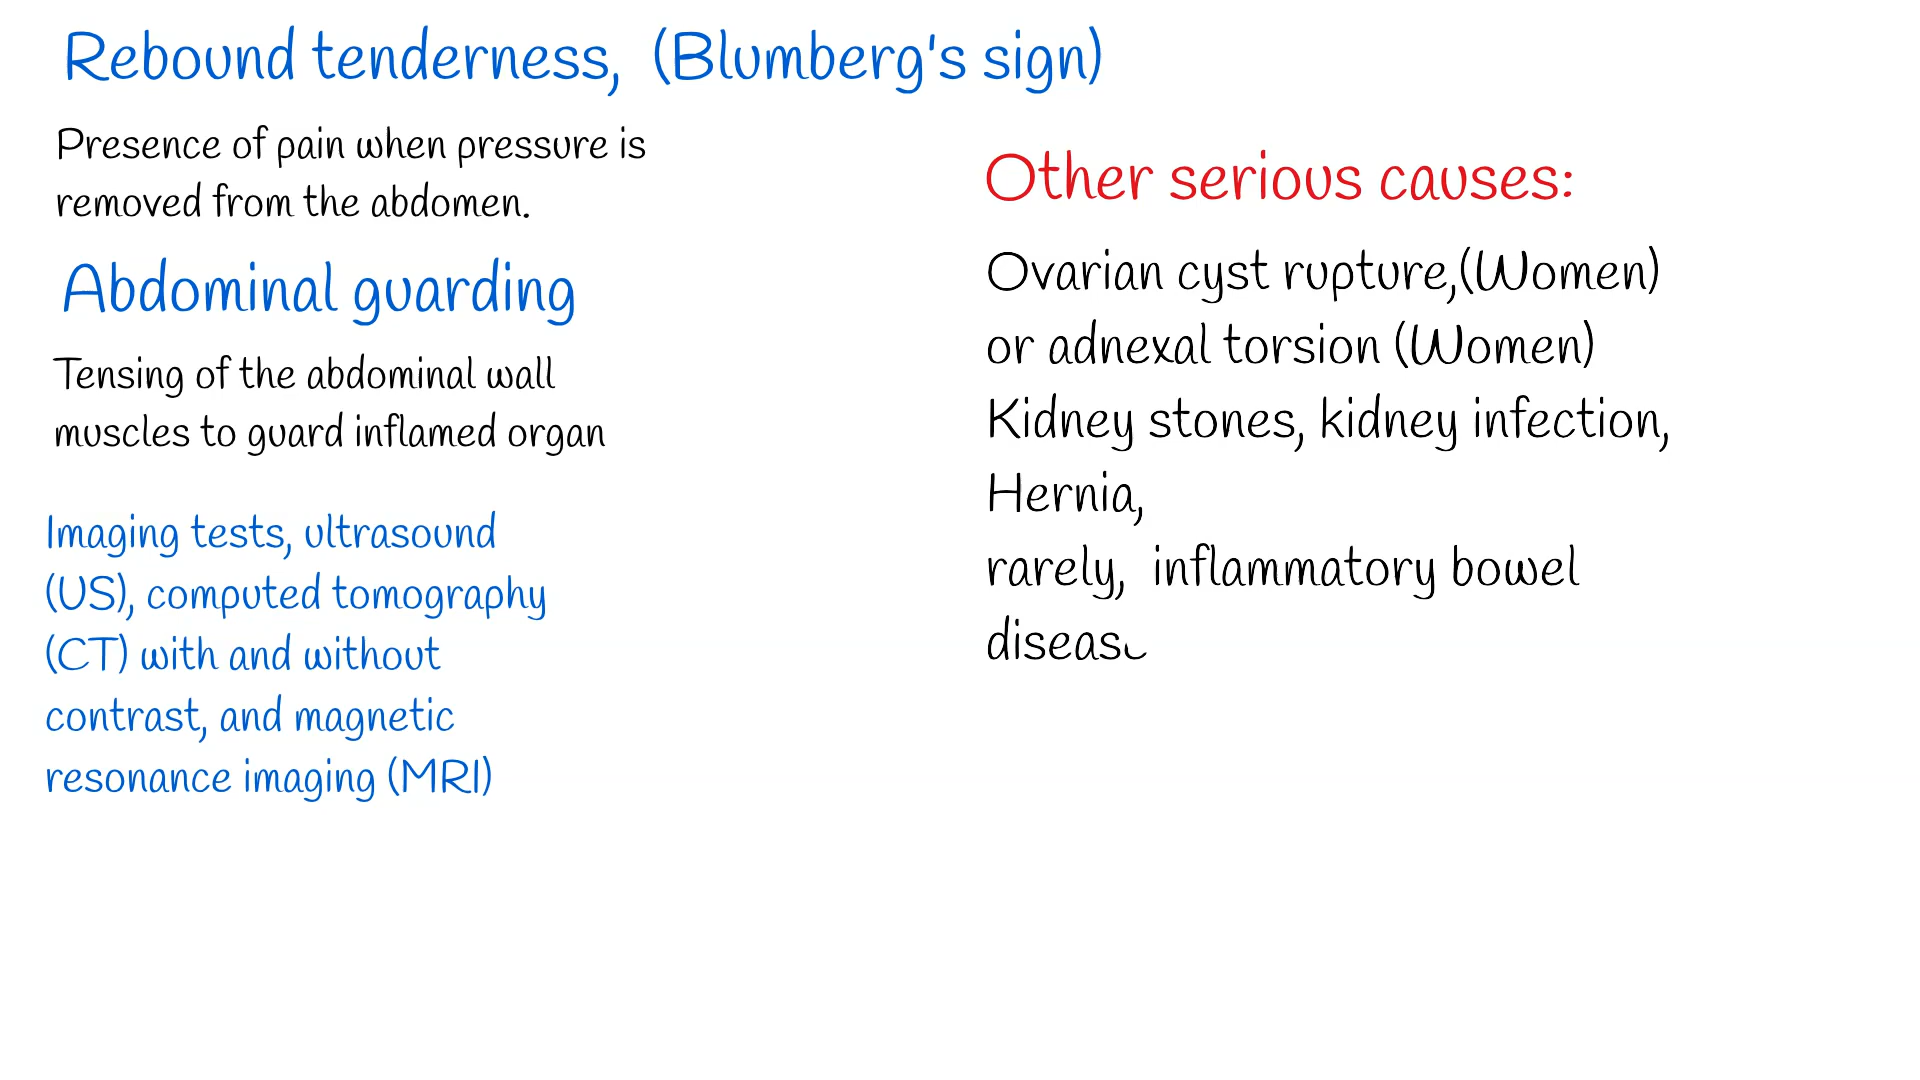 Rebound tenderness, (Blumberg's sign)
Presence of pain when pressure is
removed from the abdomen.
Abdominal guarding
Tensing of the abdominal wall
muscles to guard inflamed organ
Imaging tests, ultrasound
(US), computed tomography
(CT) with and without
contrast, and magnetic
resonance imaging (MRI)
Other serious causes:
Ovarian cyst rupture,(Women)
or adnexal torsion (Women)
Kidney stones, kidney infection,
Hernia,
rarely, inflammatory bowel
disease